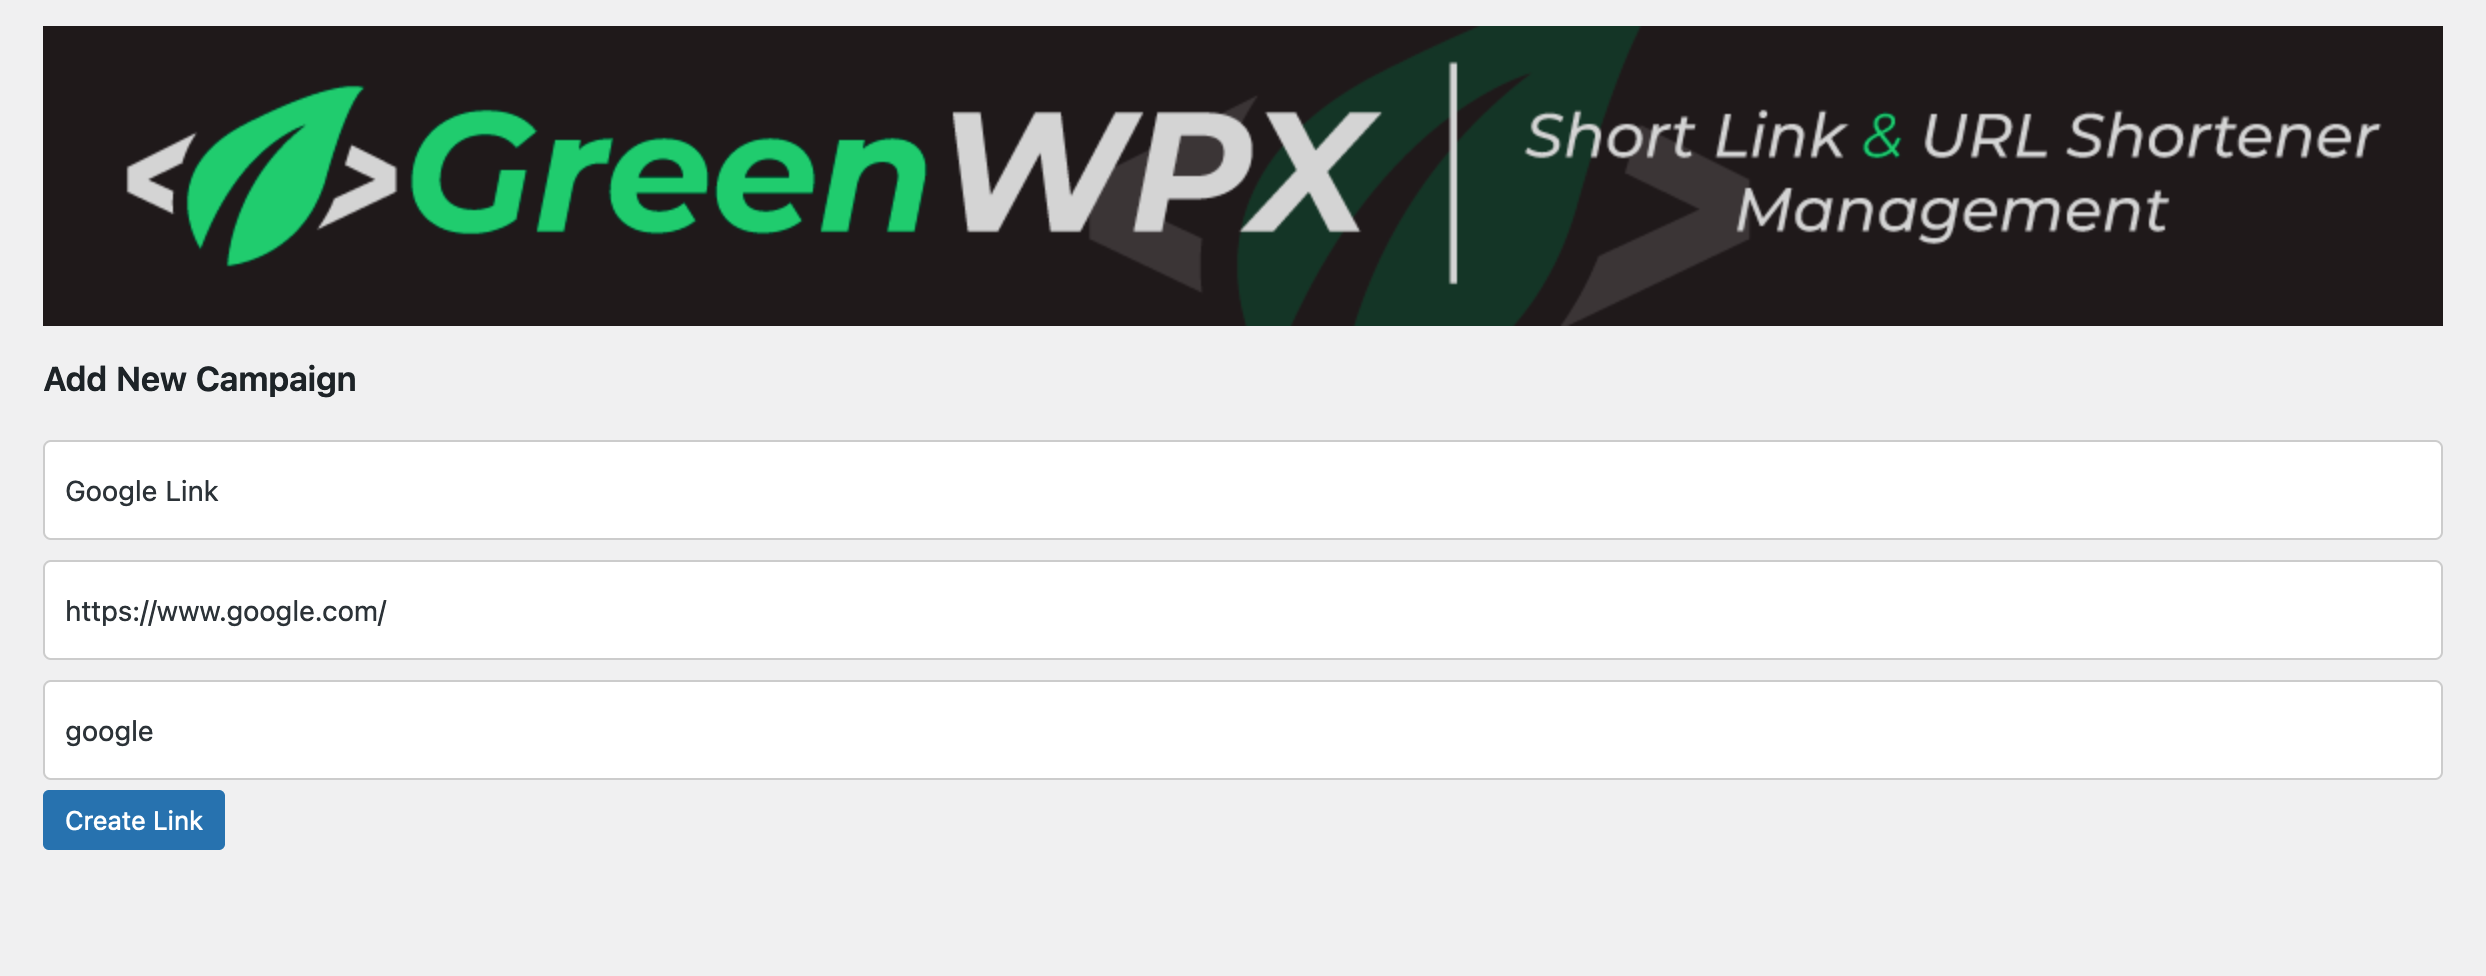 GreenWPX
Short Link & URL Shortener
Management
Add New Campaign
Google Link
https://www.google.com/
google
Create Link